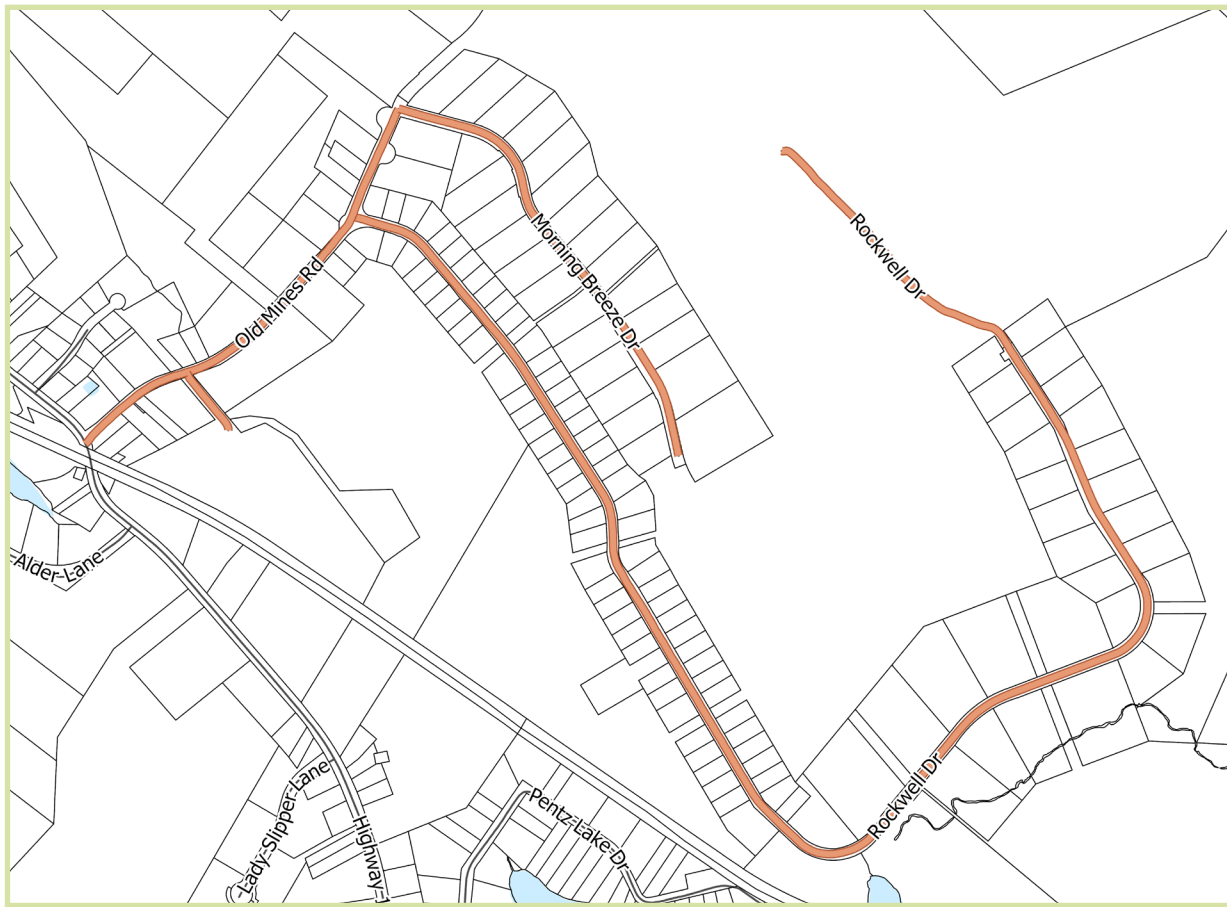 Rockwell Dr
Morning Breeze Dr
Old Mines Rd
Alder Lane
Rockwell Dr
Pentz Lake Dr
Lady Slipper Lane
Highway 1